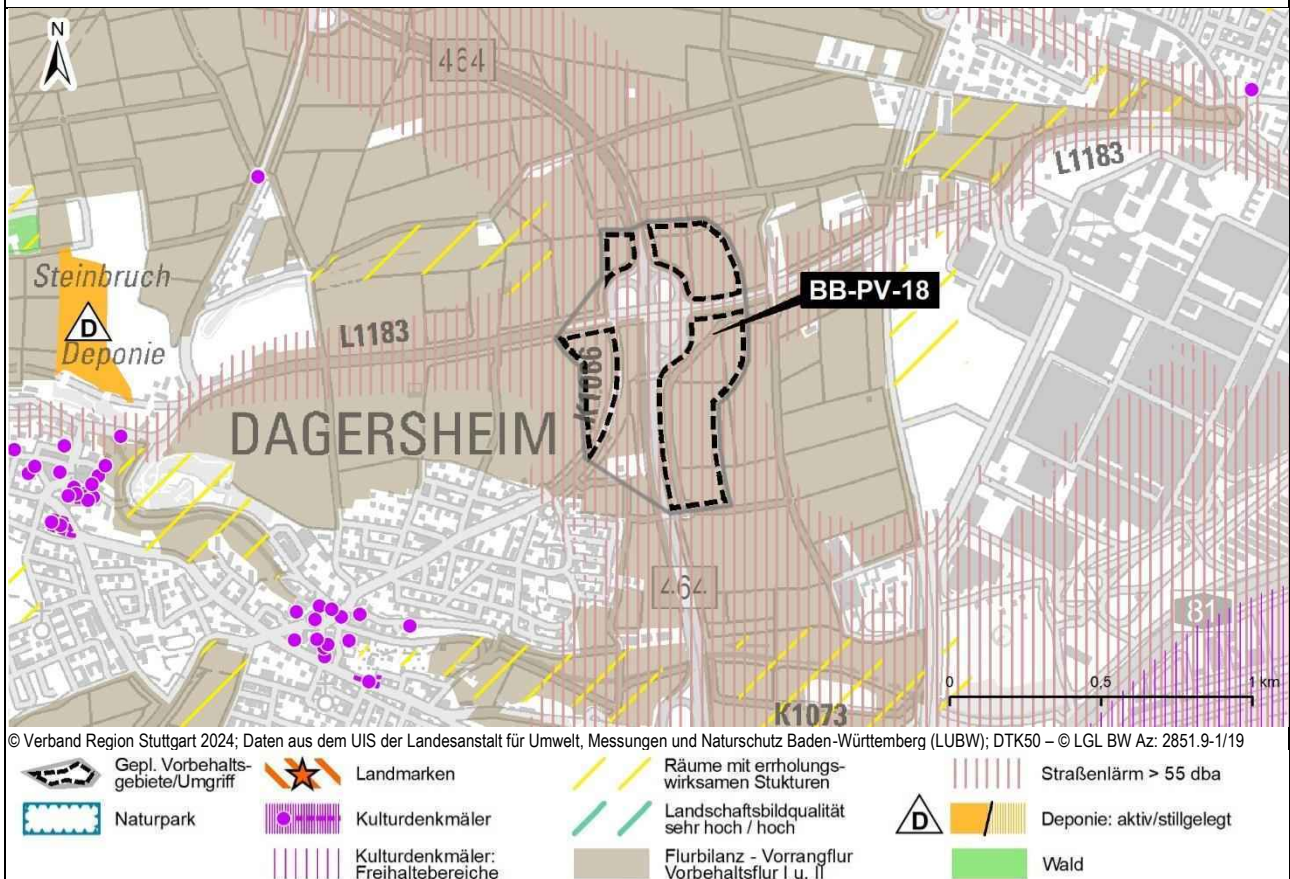 N
464
L1183
BB-PV-18
Steinbruch
D
Deponie
L1183
K1086
DAGERSHEIM
464
81
0
0,5
1 km
K1073
© Verband Region Stuttgart 2024; Daten aus dem UIS der Landesanstalt für Umwelt, Messungen und Naturschutz Baden-Württemberg (LUBW); DTK50 – © LGL BW Az: 2851.9-1/19
Gepl. Vorbehalts-
gebiete/Umgriff
Landmarken
Räume mit errholungs-
wirksamen Stukturen
Straßenlärm > 55 dba
Naturpark
Kulturdenkmäler
Landschaftsbildqualität
sehr hoch / hoch
D
Deponie: aktiv/stillgelegt
Kulturdenkmäler:
Freihaltebereiche
Flurbilanz - Vorrangflur
Vorbehaltsflur I u. II
Wald